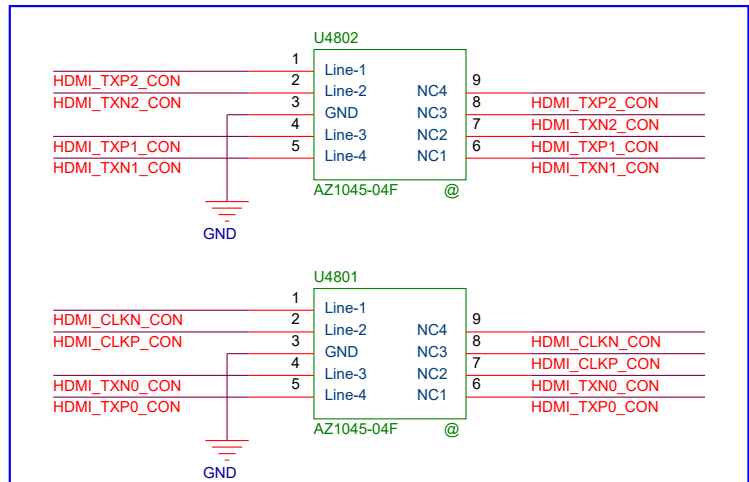 U4802
1 Line-1
HDMI_TXP2_CON
2 Line-2 NC4 9
HDMI_TXN2_CON HDMI_TXP2_CON
3 GND NC3 8
HDMI_TXN2_CON
4 Line-3 NC2 7
HDMI_TXP1_CON HDMI_TXP1_CON
5 Line-4 NC1 6
HDMI_TXN1_CON HDMI_TXN1_CON
AZ1045-04F @
GND
U4801
1 Line-1
HDMI_CLKN_CON
2 Line-2 NC4 9
HDMI_CLKP_CON HDMI_CLKN_CON
3 GND NC3 8
HDMI_CLKP_CON
4 Line-3 NC2 7
HDMI_TXN0_CON HDMI_TXN0_CON
5 Line-4 NC1 6
HDMI_TXP0_CON HDMI_TXP0_CON
AZ1045-04F @
GND